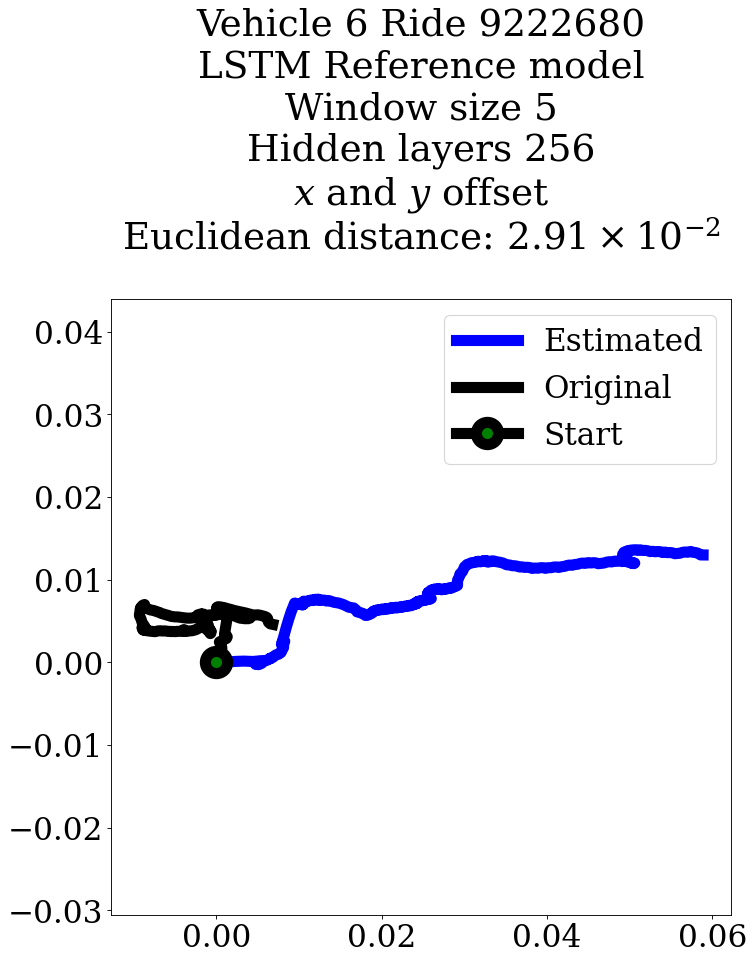 Vehicle 6 Ride 9222680
LSTM Reference model
Window size 5
Hidden layers 256
x and y offset
Euclidean distance: 2.91 × 10⁻²
Estimated
Original
Start
0.04
0.03
0.02
0.01
0.00
−0.01
−0.02
−0.03
0.00 0.02 0.04 0.06